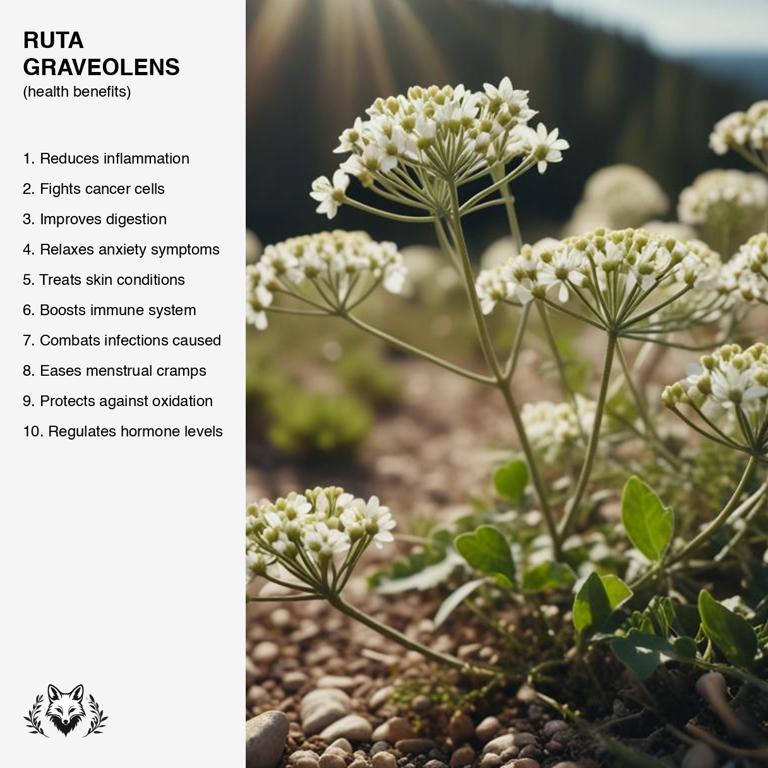 RUTA
GRAVEOLENS
(health benefits)
1. Reduces inflammation
2. Fights cancer cells
3. Improves digestion
4. Relaxes anxiety symptoms
5. Treats skin conditions
6. Boosts immune system
7. Combats infections caused
8. Eases menstrual cramps
9. Protects against oxidation
10. Regulates hormone levels